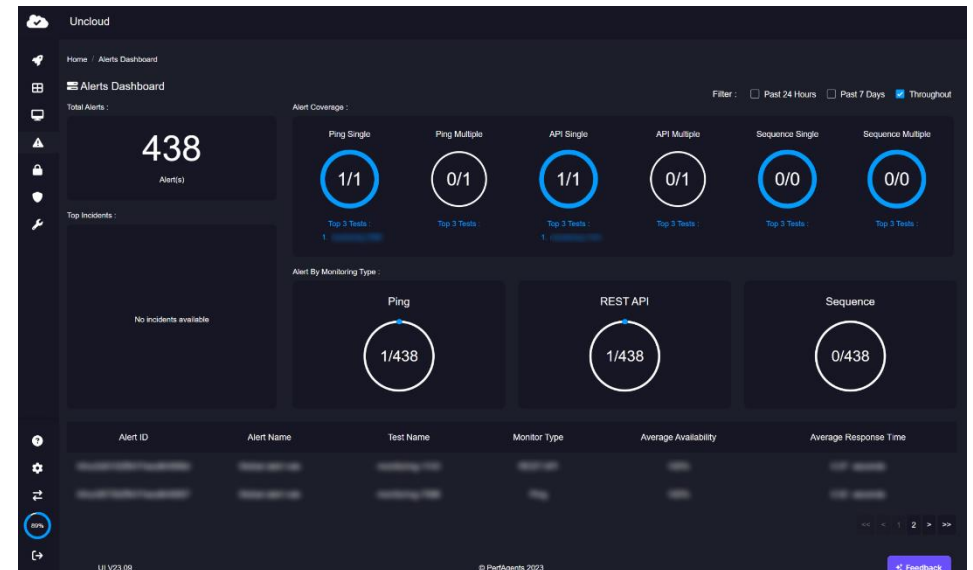 Uncloud
Home / Alerts Dashboard
Alerts Dashboard
Filter : Past 24 Hours Past 7 Days Throughout
Total Alerts :
438
Alert(s)
Top Incidents :
No incidents available
Alert Coverage :
Ping Single Ping Multiple API Single API Multiple Sequence Single Sequence Multiple
1/1 0/1 1/1 0/1 0/0 0/0
Top 3 Tests : Top 3 Tests : Top 3 Tests : Top 3 Tests : Top 3 Tests : Top 3 Tests :
1. 1.
Alert By Monitoring Type :
Ping REST API Sequence
1/438 1/438 0/438
Alert ID Alert Name Test Name Monitor Type Average Availability Average Response Time
<< < 1 2 > >>
89%
UI V23.09 © PerfAgents 2023 Feedback